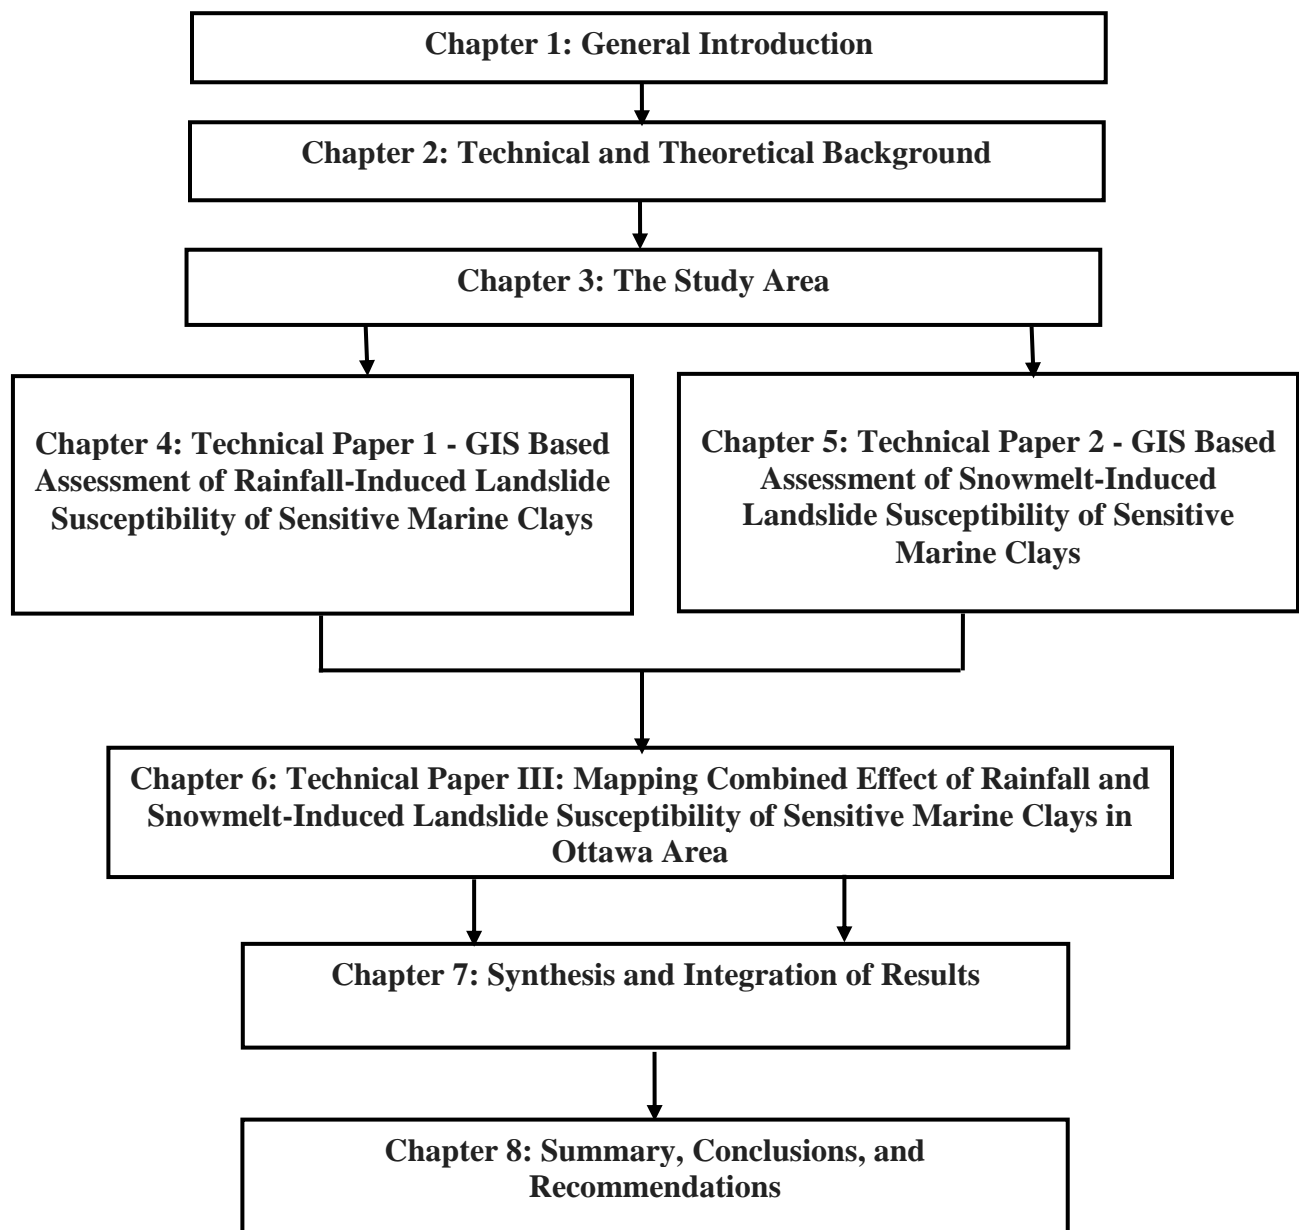 Chapter 1: General Introduction
Chapter 2: Technical and Theoretical Background
Chapter 3: The Study Area
Chapter 4: Technical Paper 1 - GIS Based
Assessment of Rainfall-Induced Landslide
Susceptibility of Sensitive Marine Clays
Chapter 5: Technical Paper 2 - GIS Based
Assessment of Snowmelt-Induced
Landslide Susceptibility of Sensitive
Marine Clays
Chapter 6: Technical Paper III: Mapping Combined Effect of Rainfall and
Snowmelt-Induced Landslide Susceptibility of Sensitive Marine Clays in
Ottawa Area
Chapter 7: Synthesis and Integration of Results
Chapter 8: Summary, Conclusions, and
Recommendations